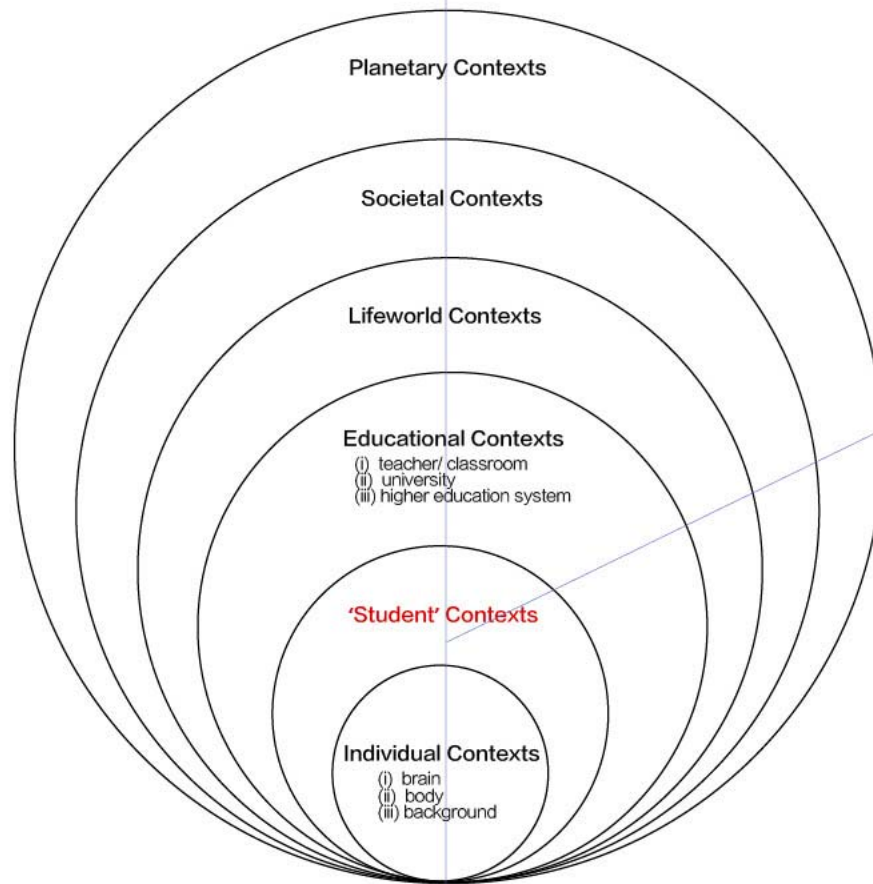 Planetary Contexts
Societal Contexts
Lifeworld Contexts
Educational Contexts
(i) teacher/ classroom
(ii) university
(iii) higher education system
‘Student’ Contexts
Individual Contexts
(i) brain
(ii) body
(iii) background